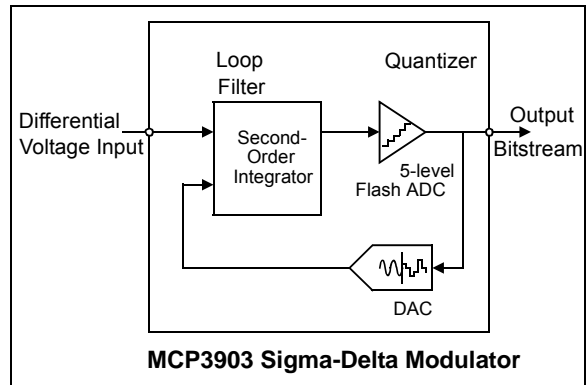 Loop
Filter
Quantizer
Differential
Voltage Input
Second-
Order
Integrator
5-level
Flash ADC
Output
Bitstream
DAC
MCP3903 Sigma-Delta Modulator